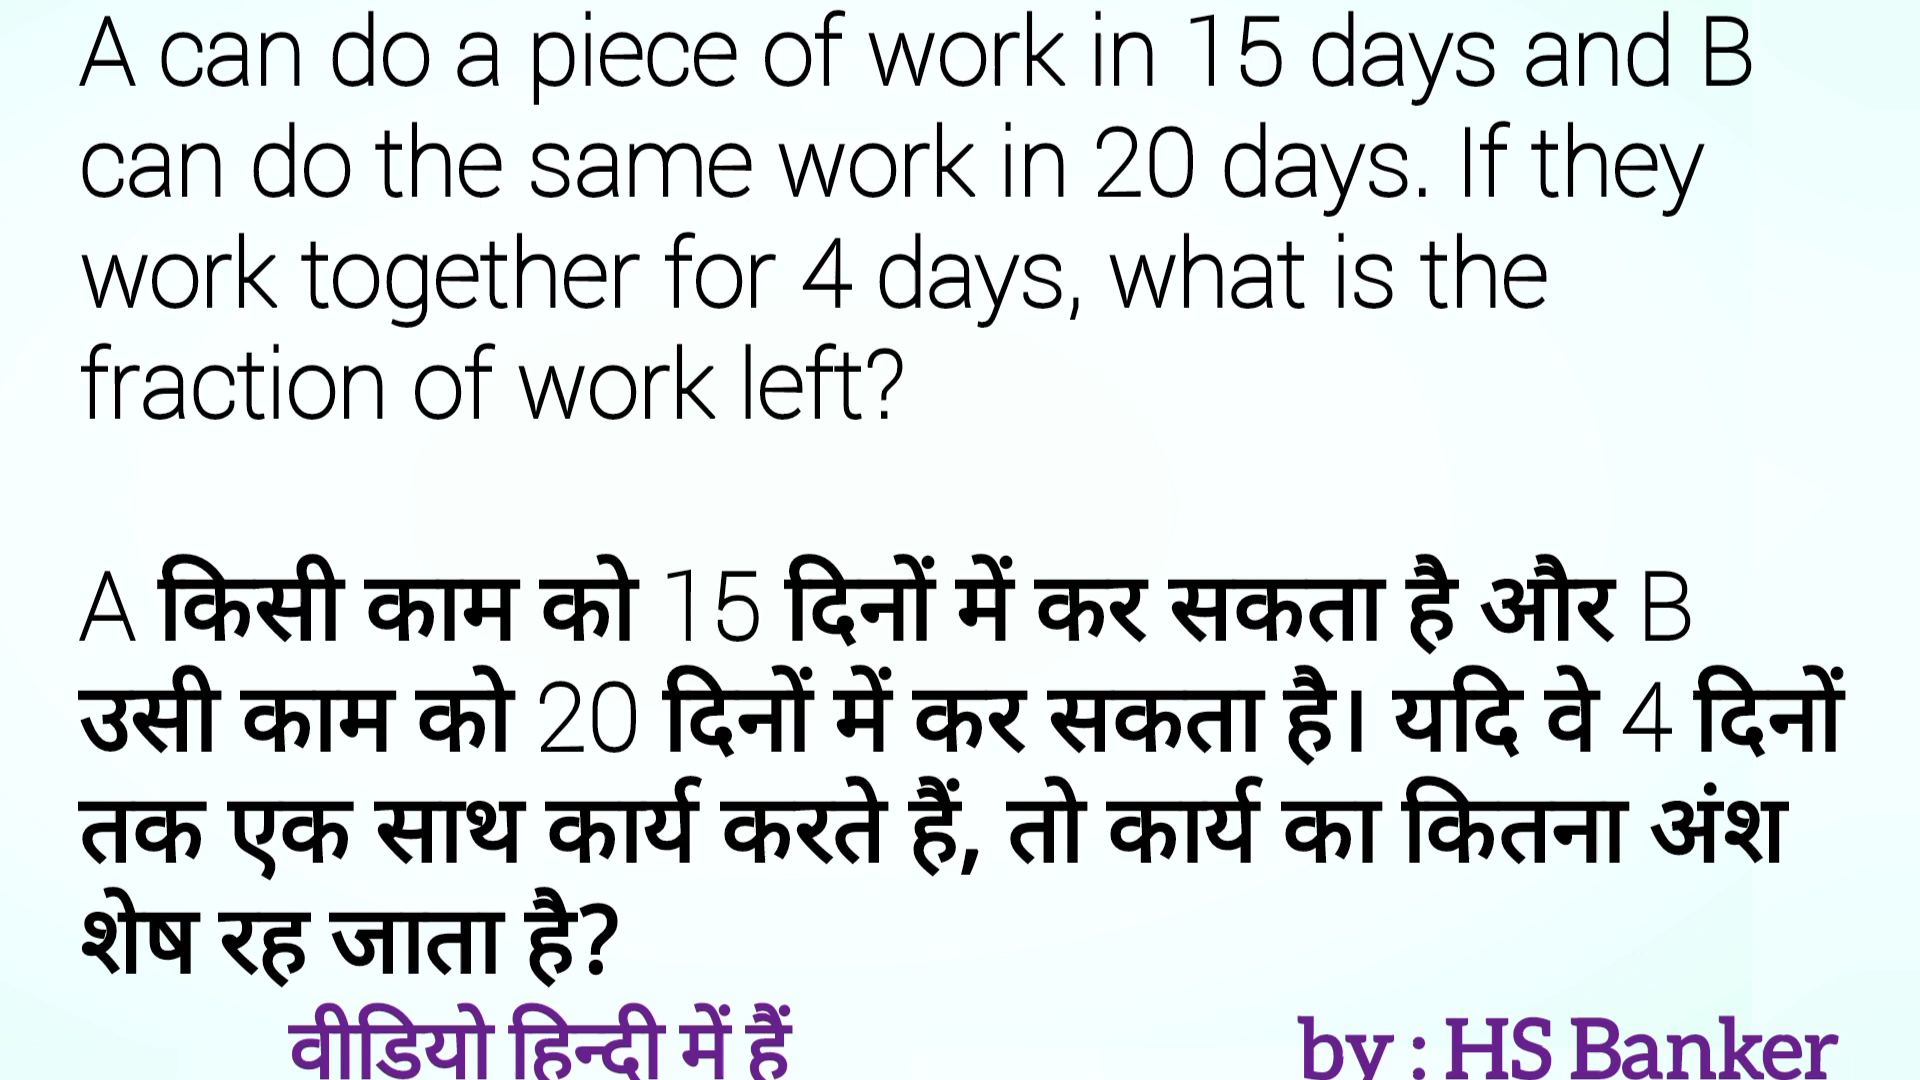 A can do a piece of work in 15 days and B
can do the same work in 20 days. If they
work together for 4 days, what is the
fraction of work left?
A किसी काम को 15 दिनों में कर सकता है और B
उसी काम को 20 दिनों में कर सकता है। यदि वे 4 दिनों
तक एक साथ कार्य करते हैं, तो कार्य का कितना अंश
शेष रह जाता है?
वीडियो हिन्दी में हैं by : HS Banker